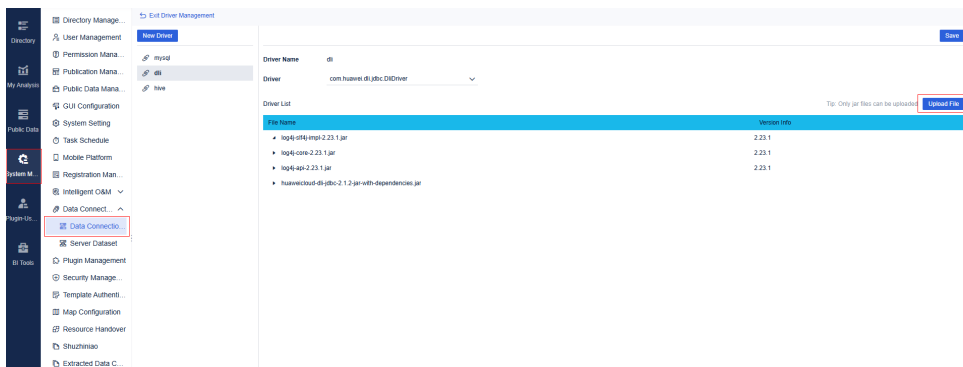 Directory
My Analysis
Public Data
System M...
Plugin-Us...
BI Tools
Directory Manage...
User Management
Permission Mana...
Publication Mana...
Public Data Mana...
GUI Configuration
System Setting
Task Schedule
Mobile Platform
Registration Man...
Intelligent O&M
Data Connect...
Data Connectio...
Server Dataset
Plugin Management
Security Manage...
Template Authenti...
Map Configuration
Resource Handover
Shuzhiniao
Extracted Data C...
Exit Driver Management
New Driver
mysql
dli
hive
Save
Driver Name dli
Driver com.huawei.dli.jdbc.DliDriver
Driver List Tip: Only jar files can be uploaded Upload File
File Name Version Info
log4j-slf4j-impl-2.23.1.jar 2.23.1
log4j-core-2.23.1.jar 2.23.1
log4j-api-2.23.1.jar 2.23.1
huaweicloud-dli-jdbc-2.1.2-jar-with-dependencies.jar